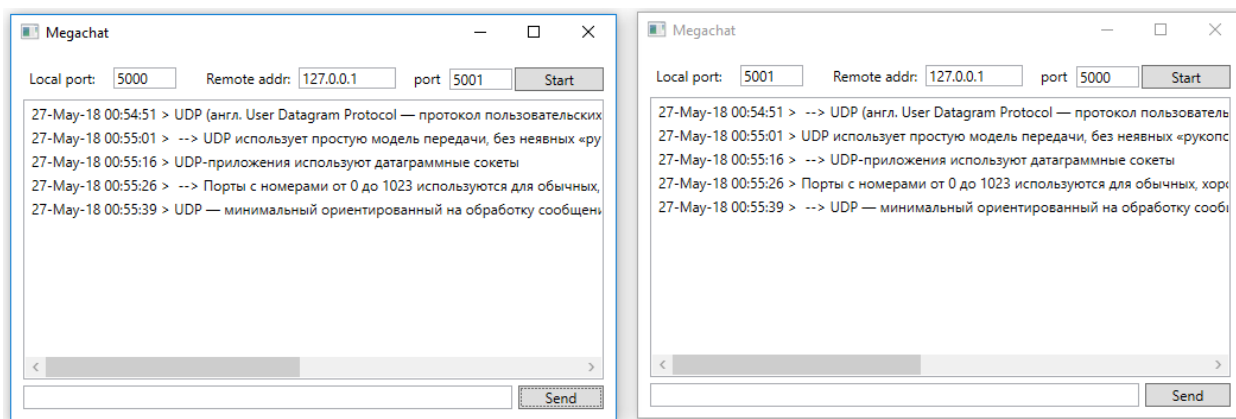 Megachat
Local port: 5000 Remote addr: 127.0.0.1 port 5001 Start
27-May-18 00:54:51 > UDP (англ. User Datagram Protocol — протокол пользовательских
27-May-18 00:55:01 > --> UDP использует простую модель передачи, без неявных «ру
27-May-18 00:55:16 > UDP-приложения используют датаграммные сокеты
27-May-18 00:55:26 > --> Порты с номерами от 0 до 1023 используются для обычных,
27-May-18 00:55:39 > UDP — минимальный ориентированный на обработку сообщени
Send
Megachat
Local port: 5001 Remote addr: 127.0.0.1 port 5000 Start
27-May-18 00:54:51 > --> UDP (англ. User Datagram Protocol — протокол пользователь
27-May-18 00:55:01 > UDP использует простую модель передачи, без неявных «рукопс
27-May-18 00:55:16 > --> UDP-приложения используют датаграммные сокеты
27-May-18 00:55:26 > Порты с номерами от 0 до 1023 используются для обычных, хоро
27-May-18 00:55:39 > --> UDP — минимальный ориентированный на обработку сообі
Send